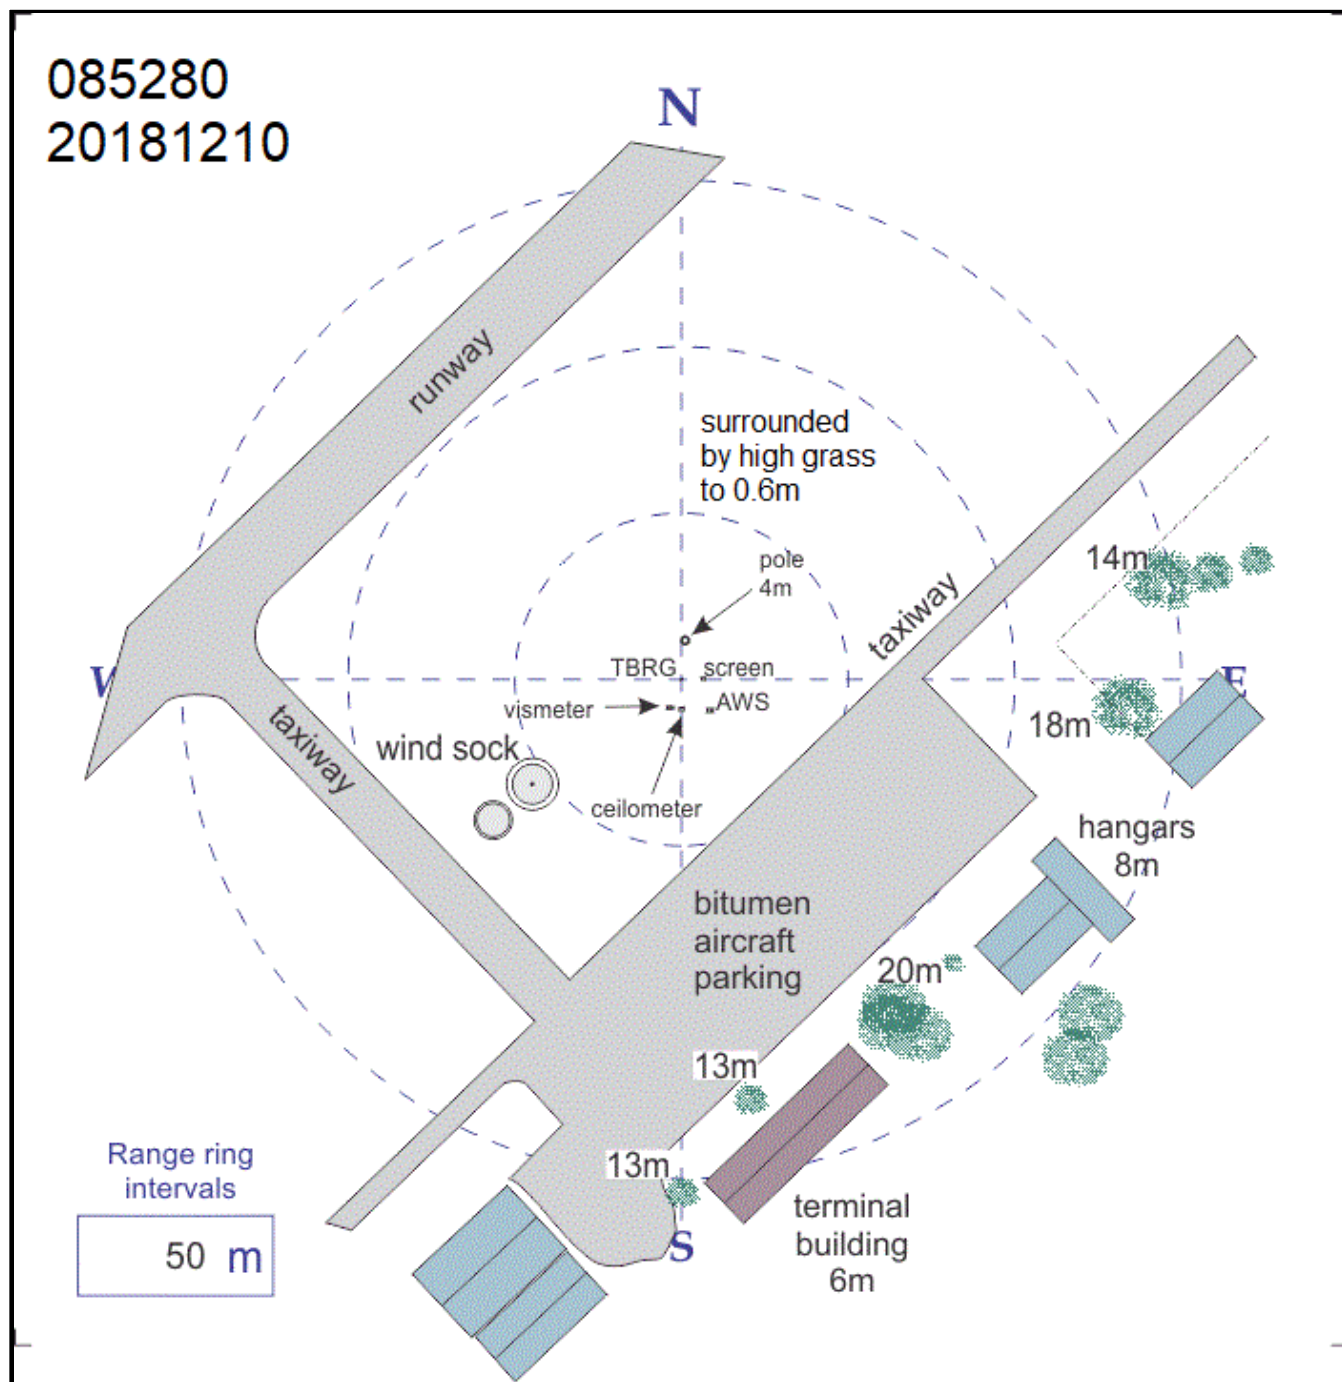 085280
20181210
N
runway
surrounded
by high grass
to 0.6m
pole
4m
14m
taxiway
TBRG
screen
W
E
vismeter
AWS
18m
taxiway
wind sock
ceilometer
hangars
8m
bitumen
aircraft
parking
20m
13m
Range ring
intervals
50 m
13m
S
terminal
building
6m